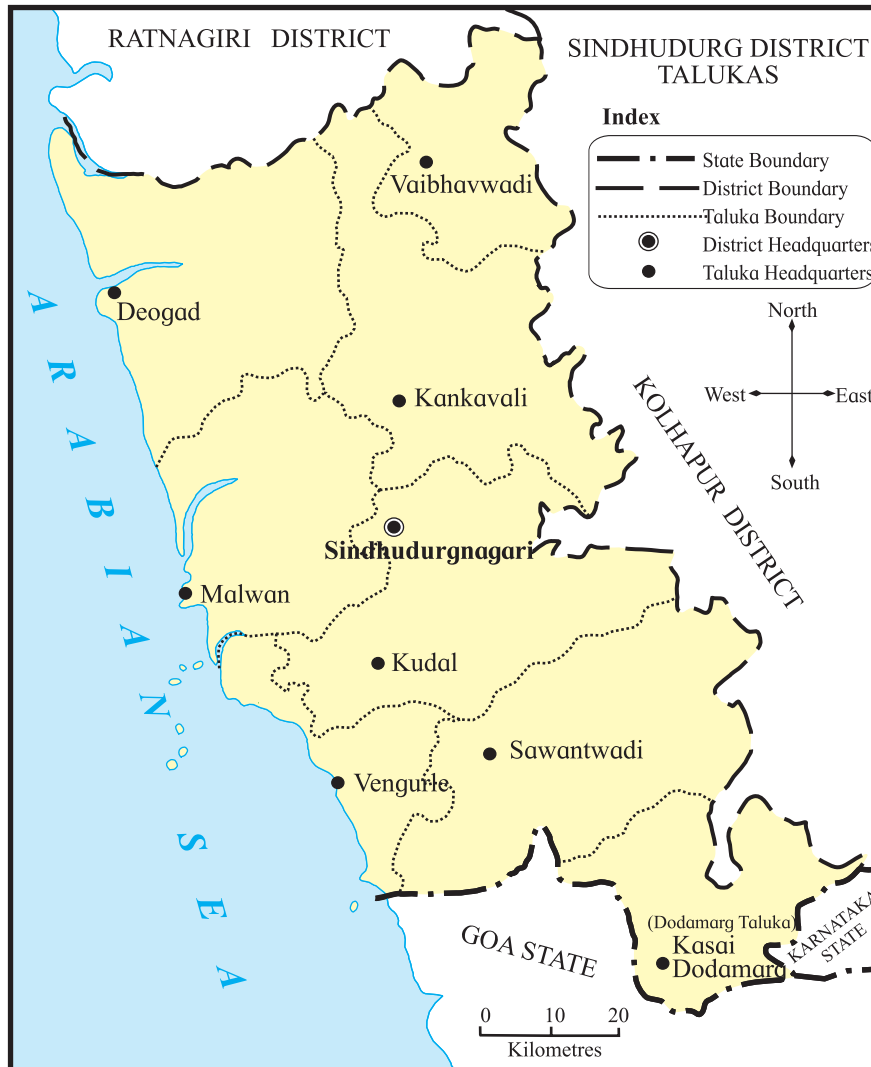 RATNAGIRI DISTRICT
SINDHUDURG DISTRICT
TALUKAS
Index
State Boundary
District Boundary
Taluka Boundary
District Headquarters
Taluka Headquarters
Vaibhavwadi
Deogad
North
West
East
South
Kankavali
KOLHAPUR DISTRICT
Sindhudurgnagari
Malwan
Kudal
Sawantwadi
Vengurle
ARABIAN SEA
(Dodamarg Taluka)
Kasai
Dodamarg
GOA STATE
KARNATAKA
STATE
0 10 20
Kilometres